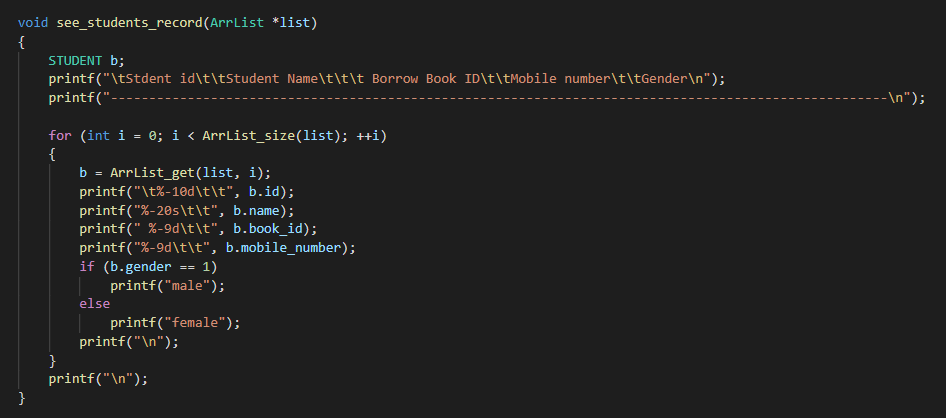 void see_students_record(ArrList *list)
{
    STUDENT b;
    printf("\tStdent id\t\tStudent Name\t\t\t Borrow Book ID\t\tMobile number\t\tGender\n");
    printf("----------------------------------------------------------------------------------------------------\n");

    for (int i = 0; i < ArrList_size(list); ++i)
    {
        b = ArrList_get(list, i);
        printf("\t%-10d\t\t", b.id);
        printf("%-20s\t\t", b.name);
        printf(" %-9d\t\t", b.book_id);
        printf("%-9d\t\t", b.mobile_number);
        if (b.gender == 1)
            printf("male");
        else
            printf("female");
        printf("\n");
    }
    printf("\n");
}